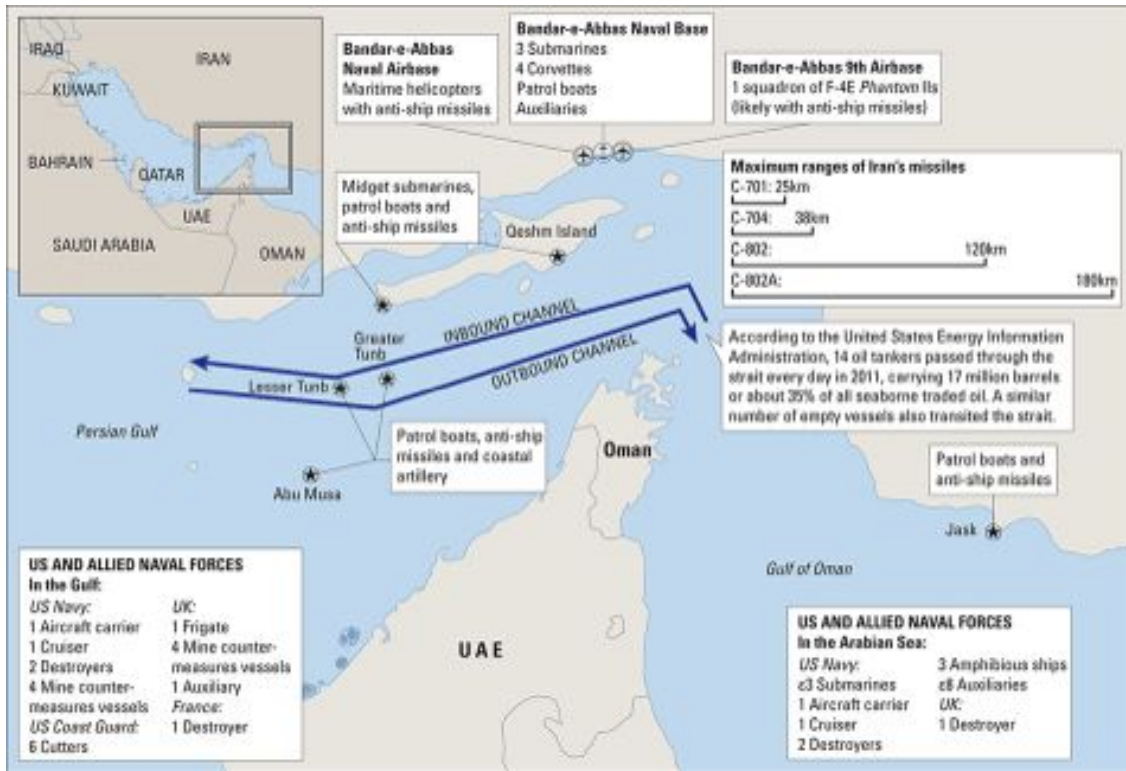 IRAQ
IRAN
KUWAIT
BAHRAIN
QATAR
UAE
SAUDI ARABIA
OMAN
Bandar-e-Abbas
Naval Airbase
Maritime helicopters
with anti-ship missiles
Bandar-e-Abbas Naval Base
3 Submarines
4 Corvettes
Patrol boats
Auxiliaries
Bandar-e-Abbas 9th Airbase
1 squadron of F-4E Phantom IIs
(likely with anti-ship missiles)
Maximum ranges of Iran's missiles
C-701: 25km
C-704: 38km
C-802: 120km
C-802A: 180km
Midget submarines,
patrol boats and
anti-ship missiles
Qeshm Island
INBOUND CHANNEL
OUTBOUND CHANNEL
Greater
Tunb
Lesser Tunb
According to the United States Energy Information
Administration, 14 oil tankers passed through the
strait every day in 2011, carrying 17 million barrels
or about 35% of all seaborne traded oil. A similar
number of empty vessels also transited the strait.
Persian Gulf
Patrol boats, anti-ship
missiles and coastal
artillery
Abu Musa
Oman
Patrol boats and
anti-ship missiles
Jask
Gulf of Oman
UAE
US AND ALLIED NAVAL FORCES
In the Gulf:
US Navy:
1 Aircraft carrier
1 Cruiser
2 Destroyers
4 Mine counter-
measures vessels
US Coast Guard:
6 Cutters
UK:
1 Frigate
4 Mine counter-
measures vessels
1 Auxiliary
France:
1 Destroyer
US AND ALLIED NAVAL FORCES
In the Arabian Sea:
US Navy:
ε3 Submarines
1 Aircraft carrier
1 Cruiser
2 Destroyers
3 Amphibious ships
ε8 Auxiliaries
UK:
1 Destroyer